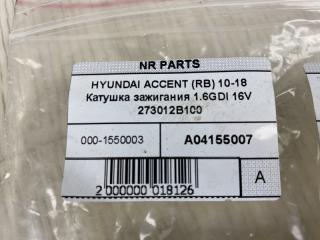 NR PARTS
HYUNDAI ACCENT (RB) 10-18
Катушка зажигания 1.6GDI 16V
273012B100
000-1550003
A04155007
2 000000 018126
A